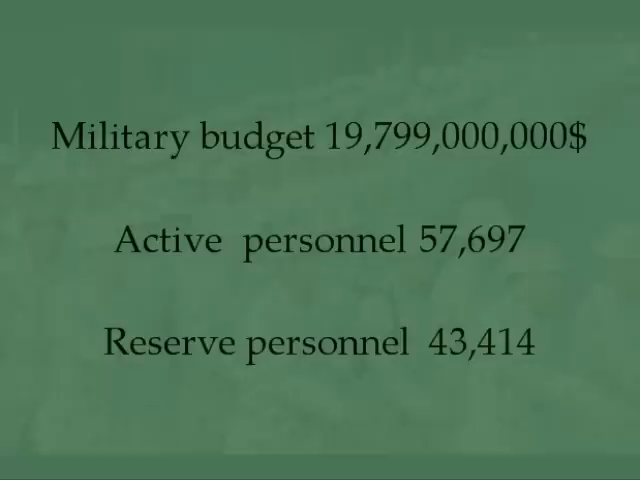 Military budget 19,799,000,000$
Active personnel 57,697
Reserve personnel 43,414